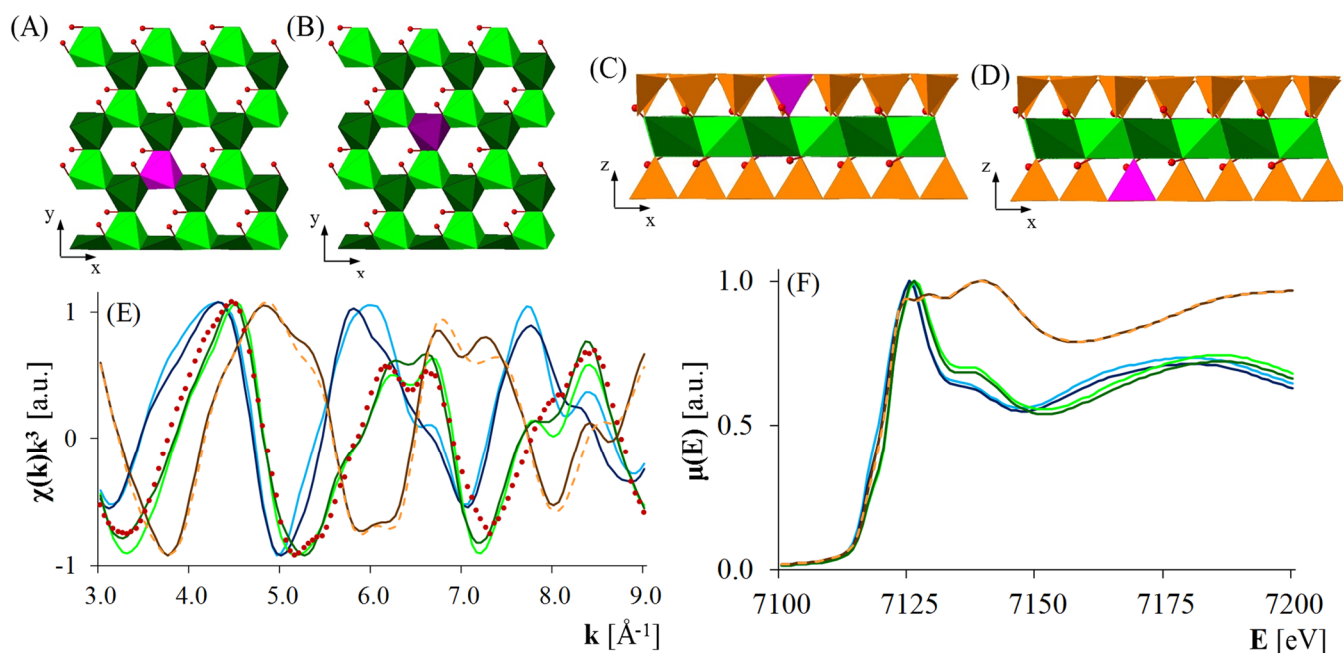 (A)
(B)
(C)
(D)
y
x
y
x
z
x
z
x
(E)
χ(k)k³ [a.u.]
1
0
-1
3.0 4.0 5.0 6.0 7.0 8.0 9.0
k [Å⁻¹]
(F)
μ(E) [a.u.]
1.0
0.5
0.0
7100 7125 7150 7175 7200
E [eV]